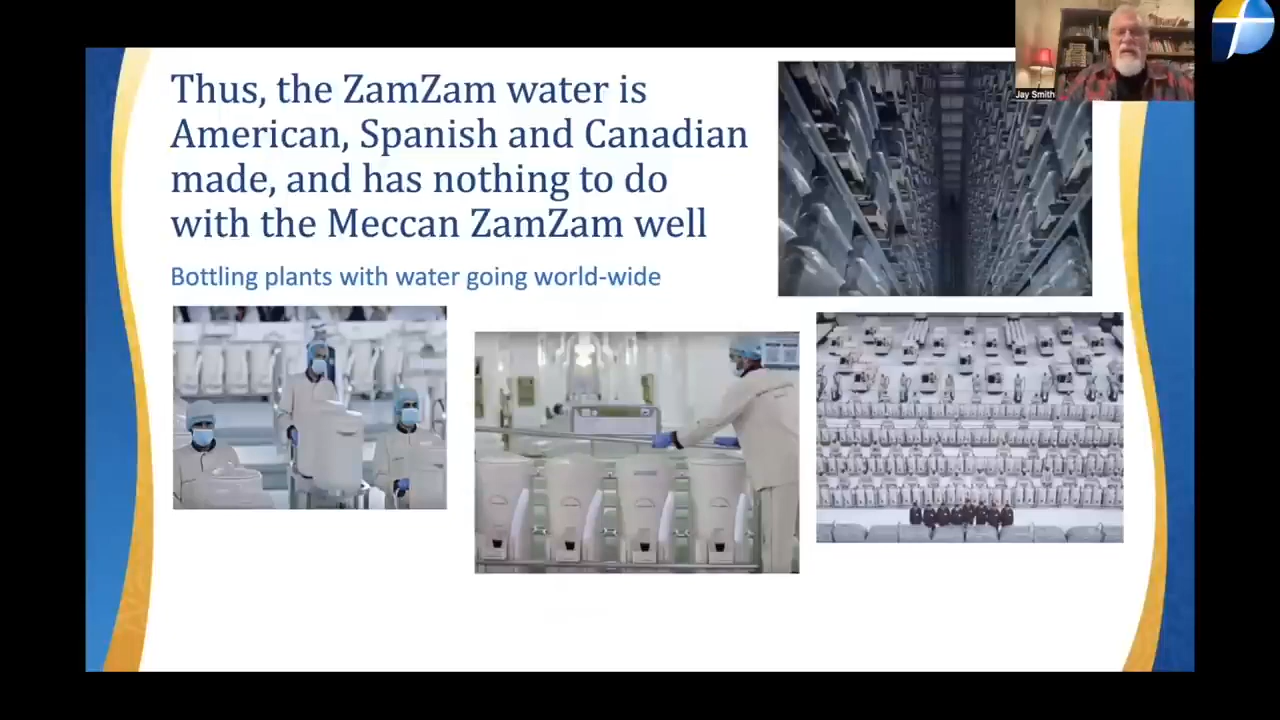 Thus, the ZamZam water is
American, Spanish and Canadian
made, and has nothing to do
with the Meccan ZamZam well
Bottling plants with water going world-wide
Jay Smith